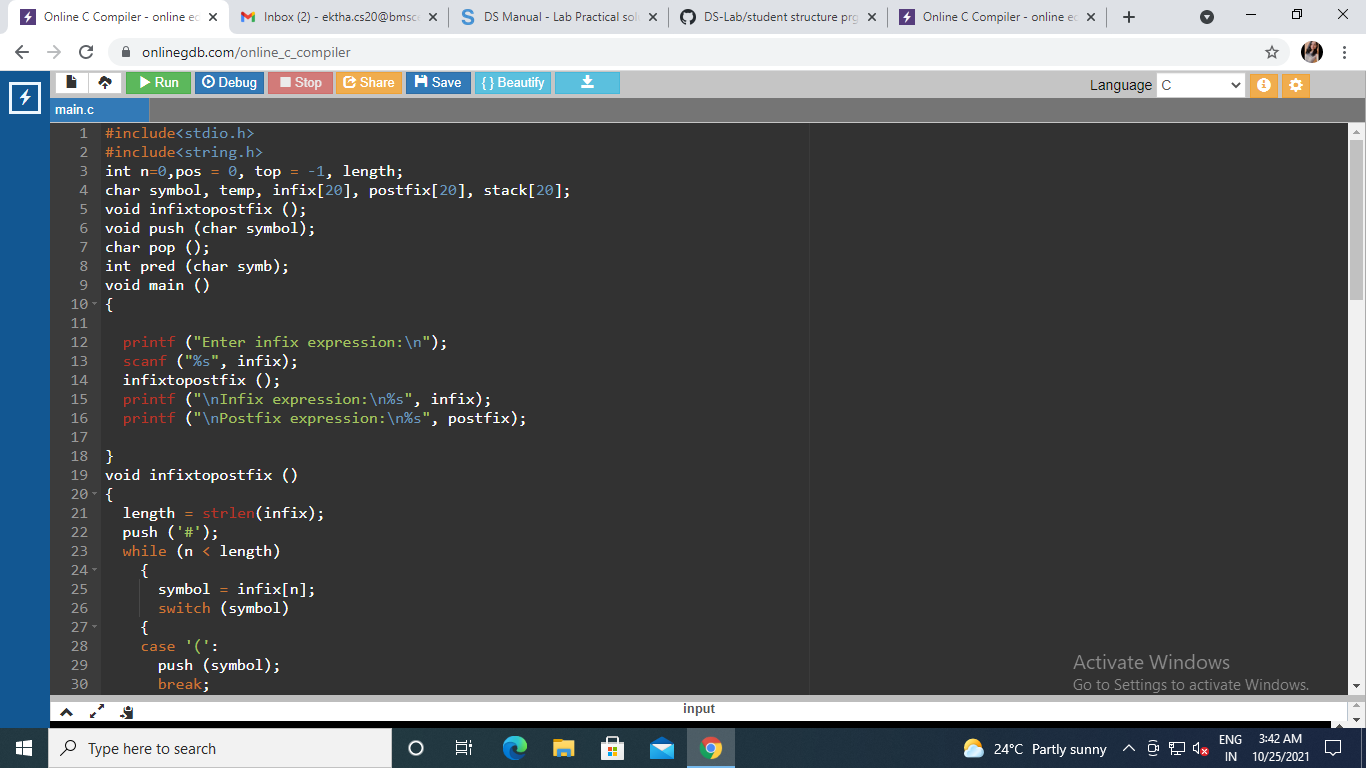 Online C Compiler - online ec
Inbox (2) - ektha.cs20@bmsc
DS Manual - Lab Practical sol
DS-Lab/student structure prg
Online C Compiler - online ec
onlinegdb.com/online_c_compiler
Run Debug Stop Share Save { } Beautify
Language C
main.c
1 #include<stdio.h>
2 #include<string.h>
3 int n=0,pos = 0, top = -1, length;
4 char symbol, temp, infix[20], postfix[20], stack[20];
5 void infixtopostfix ();
6 void push (char symbol);
7 char pop ();
8 int pred (char symb);
9 void main ()
10 {
11
12 printf ("Enter infix expression:\n");
13 scanf ("%s", infix);
14 infixtopostfix ();
15 printf ("\nInfix expression:\n%s", infix);
16 printf ("\nPostfix expression:\n%s", postfix);
17
18 }
19 void infixtopostfix ()
20 {
21 length = strlen(infix);
22 push ('#');
23 while (n < length)
24 {
25 symbol = infix[n];
26 switch (symbol)
27 {
28 case '(':
29 push (symbol);
30 break;
Activate Windows
Go to Settings to activate Windows.
input
Type here to search
24°C Partly sunny
ENG
IN
3:42 AM
10/25/2021